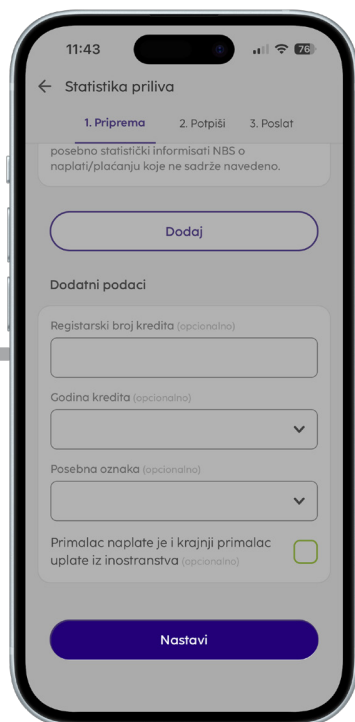 11:43
76
Statistika priliva
1. Priprema 2. Potpiši 3. Poslat
posebno statistički informisati NBS o
naplati/plaćanju koje ne sadrže navedeno.
Dodaj
Dodatni podaci
Registarski broj kredita (opcionalno)
Godina kredita (opcionalno)
Posebna oznaka (opcionalno)
Primalac naplate je i krajnji primalac
uplate iz inostranstva (opcionalno)
Nastavi